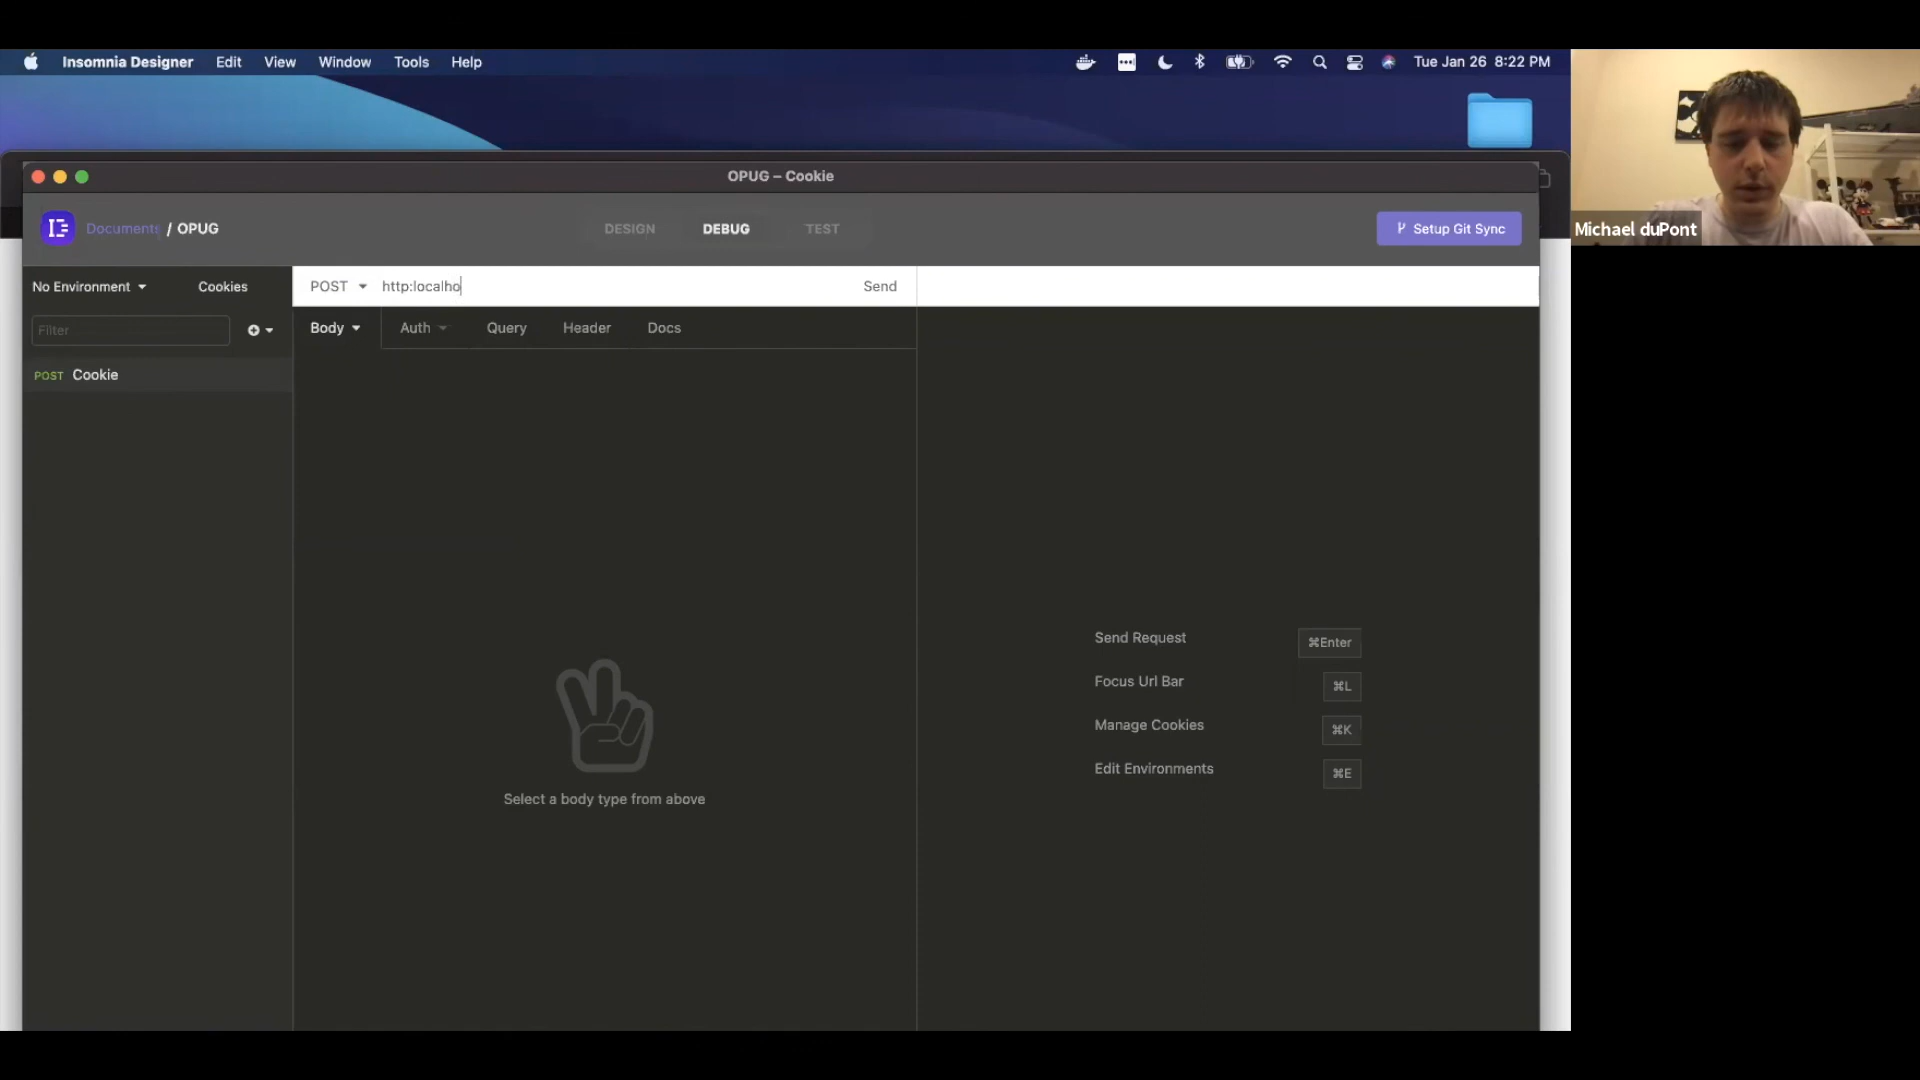 Insomnia Designer Edit View Window Tools Help Tue Jan 26 8:22 PM
OPUG – Cookie
Documents / OPUG DESIGN DEBUG TEST Setup Git Sync
Michael duPont
No Environment Cookies POST http:localho Send
Filter Body Auth Query Header Docs
POST Cookie
Send Request ⌘Enter
Focus Url Bar ⌘L
Manage Cookies ⌘K
Edit Environments ⌘E
Select a body type from above